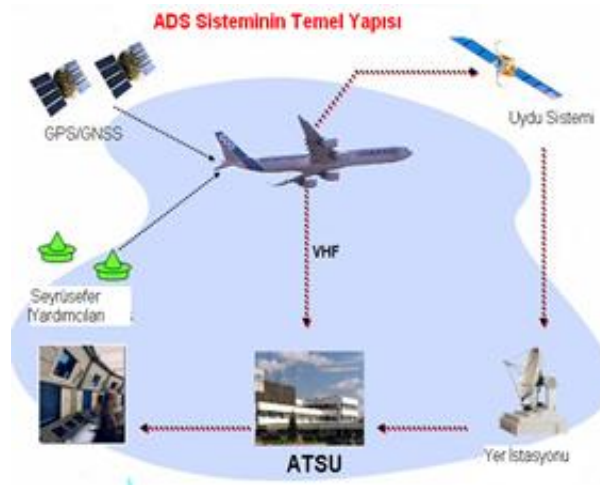 ADS Sisteminin Temel Yapısı
GPS/GNSS
Uydu Sistemi
VHF
Seyrüsefer
Yardımcıları
ATSU
Yer İstasyonu